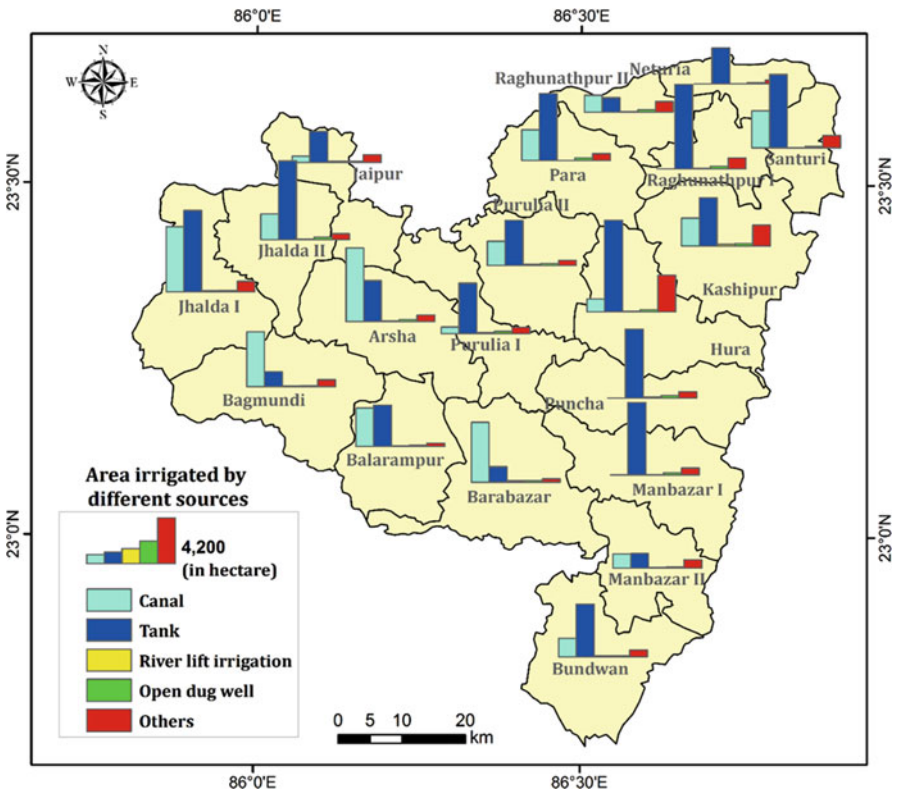 86°0'E
86°30'E
N
W
E
S
23°30'N
23°30'N
Neturia
Raghunathpur II
Jaipur
Santuri
Para
Raghunathpur I
Purulia II
Jhalda II
Kashipur
Jhalda I
Arsha
Purulia I
Hura
Bagmundi
Puncha
Balarampur
Barabazar
Manbazar I
Area irrigated by
different sources
4,200
(in hectare)
Canal
Tank
River lift irrigation
Open dug well
Others
23°0'N
23°0'N
Manbazar II
Bundwan
0 5 10 20
km
86°0'E
86°30'E